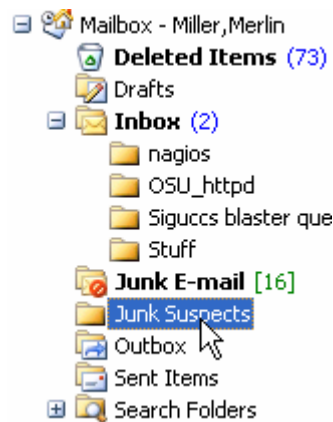 Mailbox - Miller,Merlin
Deleted Items (73)
Drafts
Inbox (2)
nagios
OSU_httpd
Siguccs blaster que
Stuff
Junk E-mail [16]
Junk Suspects
Outbox
Sent Items
Search Folders